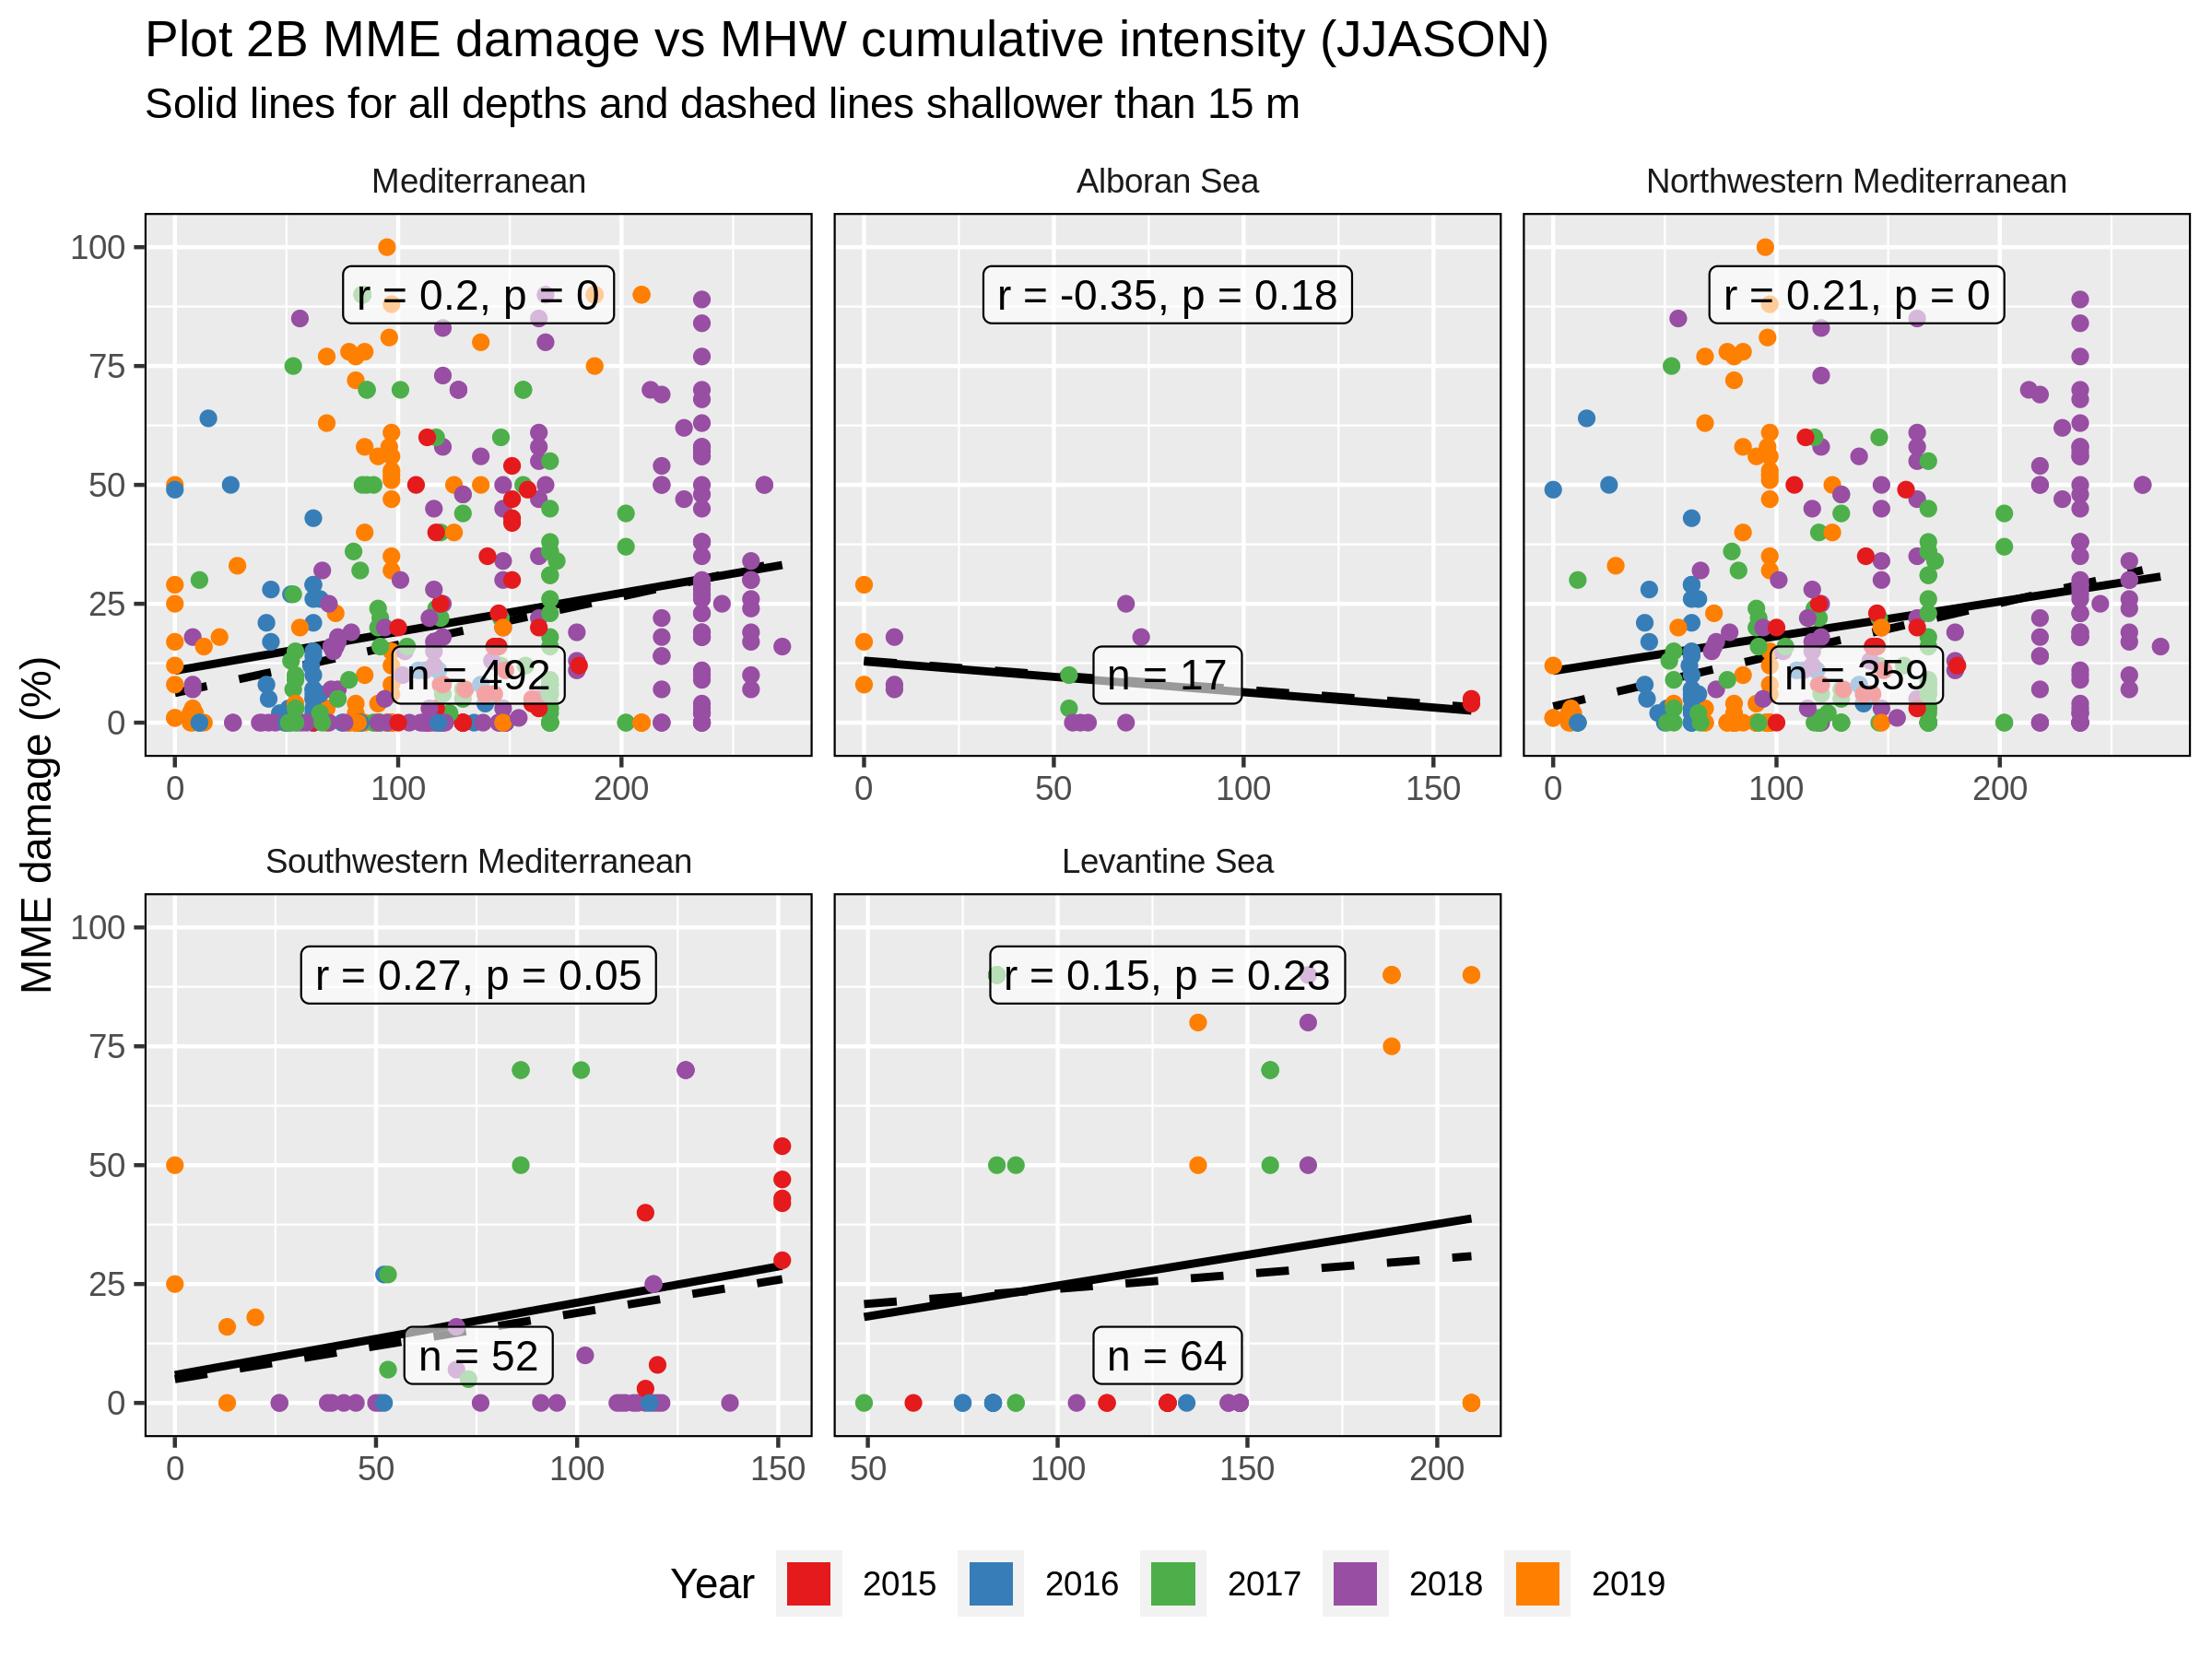 Plot 2B MME damage vs MHW cumulative intensity (JJASON)
Solid lines for all depths and dashed lines shallower than 15 m
Mediterranean
Alboran Sea
Northwestern Mediterranean
MME damage (%)
100
75
50
25
0
r = 0.2, p = 0
r = -0.35, p = 0.18
r = 0.21, p = 0
n = 492
n = 17
n = 359
0 100 200
0 50 100 150
0 100 200
Southwestern Mediterranean
Levantine Sea
100
75
50
25
0
r = 0.27, p = 0.05
r = 0.15, p = 0.23
n = 52
n = 64
0 50 100 150
50 100 150 200
Year 2015 2016 2017 2018 2019